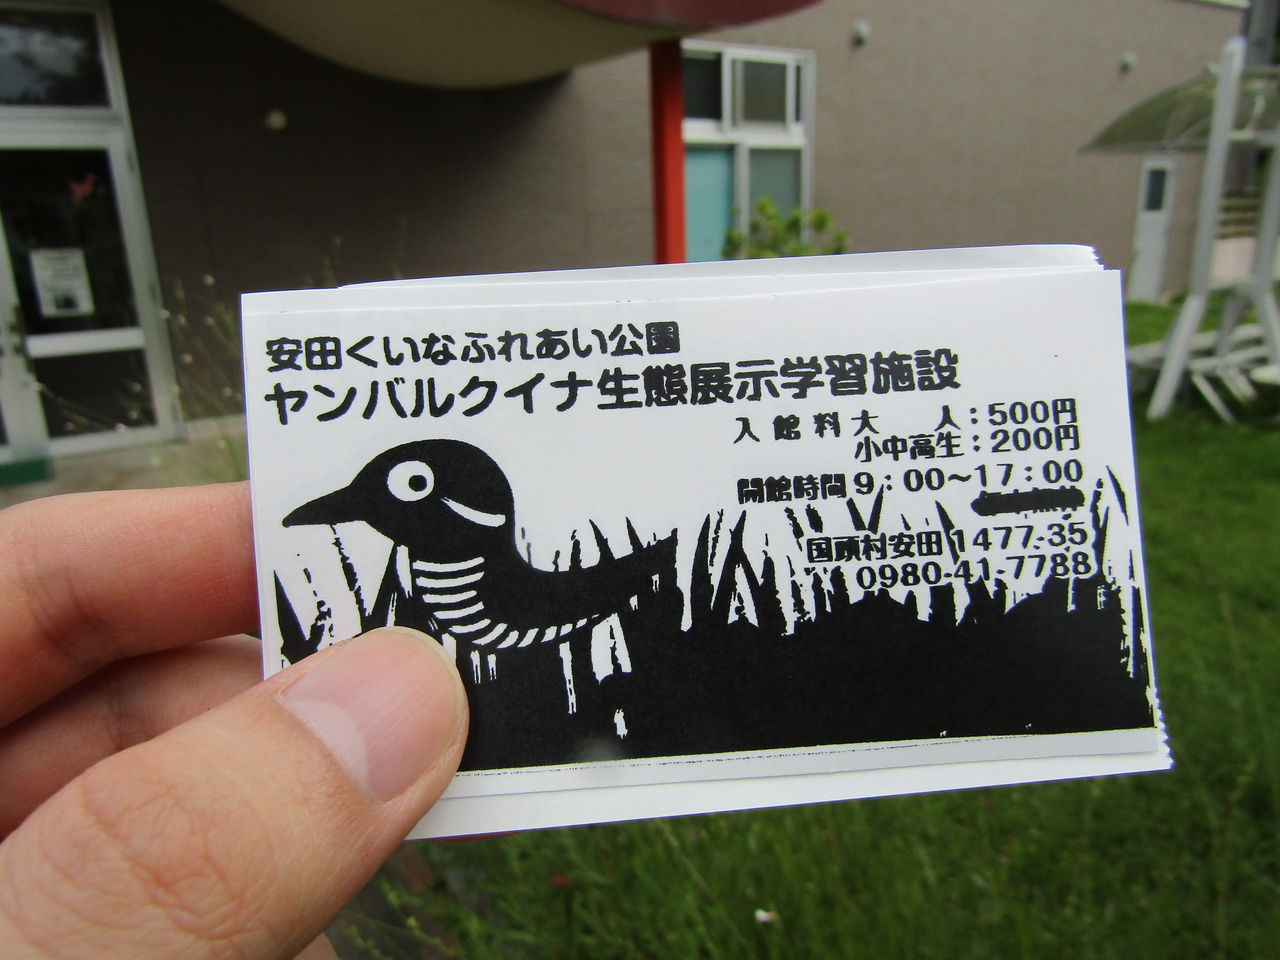 安田くいなふれあい公園
ヤンバルクイナ生態展示学習施設
入館料 大　　人：500円
小中高生：200円
開館時間 9：00～17：00
国頭村安田 1477-35
0980-41-7788